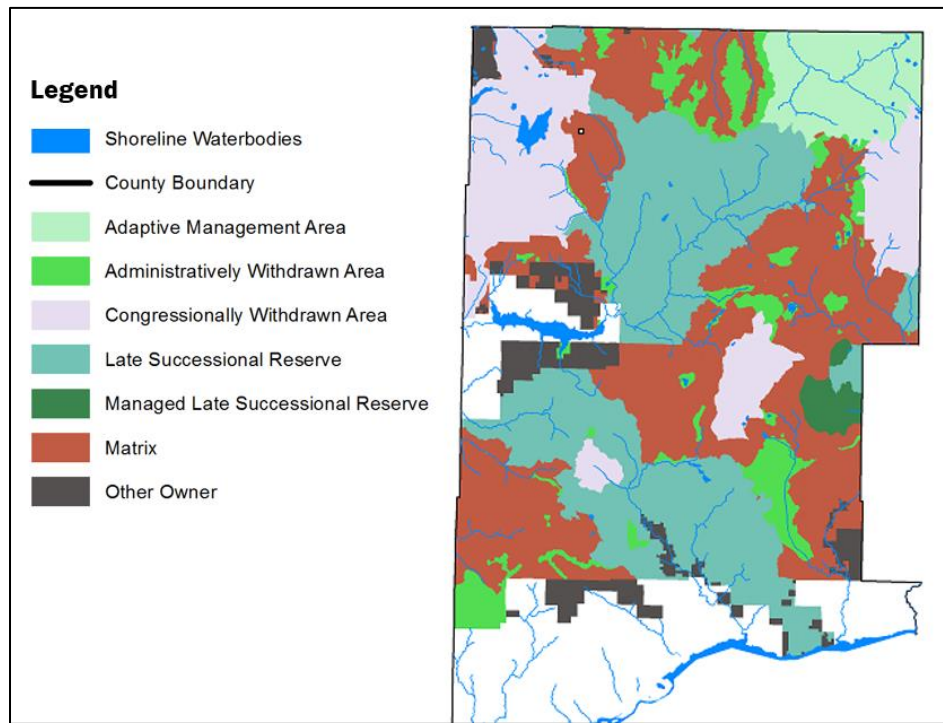 Legend
Shoreline Waterbodies
County Boundary
Adaptive Management Area
Administratively Withdrawn Area
Congressionally Withdrawn Area
Late Successional Reserve
Managed Late Successional Reserve
Matrix
Other Owner